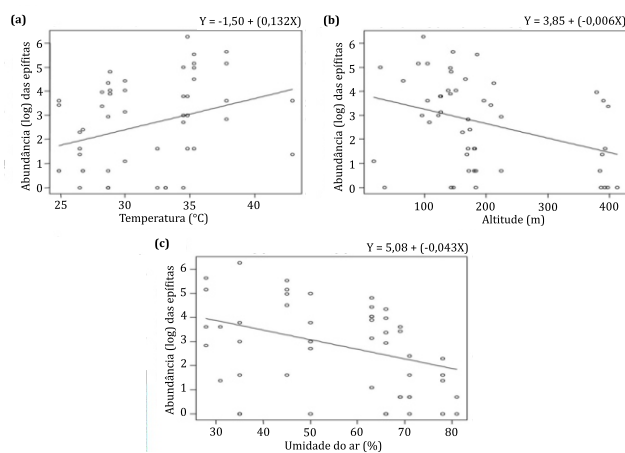 (a)
Y = -1,50 + (0,132X)
Abundância (log) das epífitas
6
5
4
3
2
1
0
25 30 35 40
Temperatura (°C)
(b)
Y = 3,85 + (-0,006X)
Abundância (log) das epífitas
6
5
4
3
2
1
0
100 200 300 400
Altitude (m)
(c)
Y = 5,08 + (-0,043X)
Abundância (log) das epífitas
6
5
4
3
2
1
0
30 40 50 60 70 80
Umidade do ar (%)